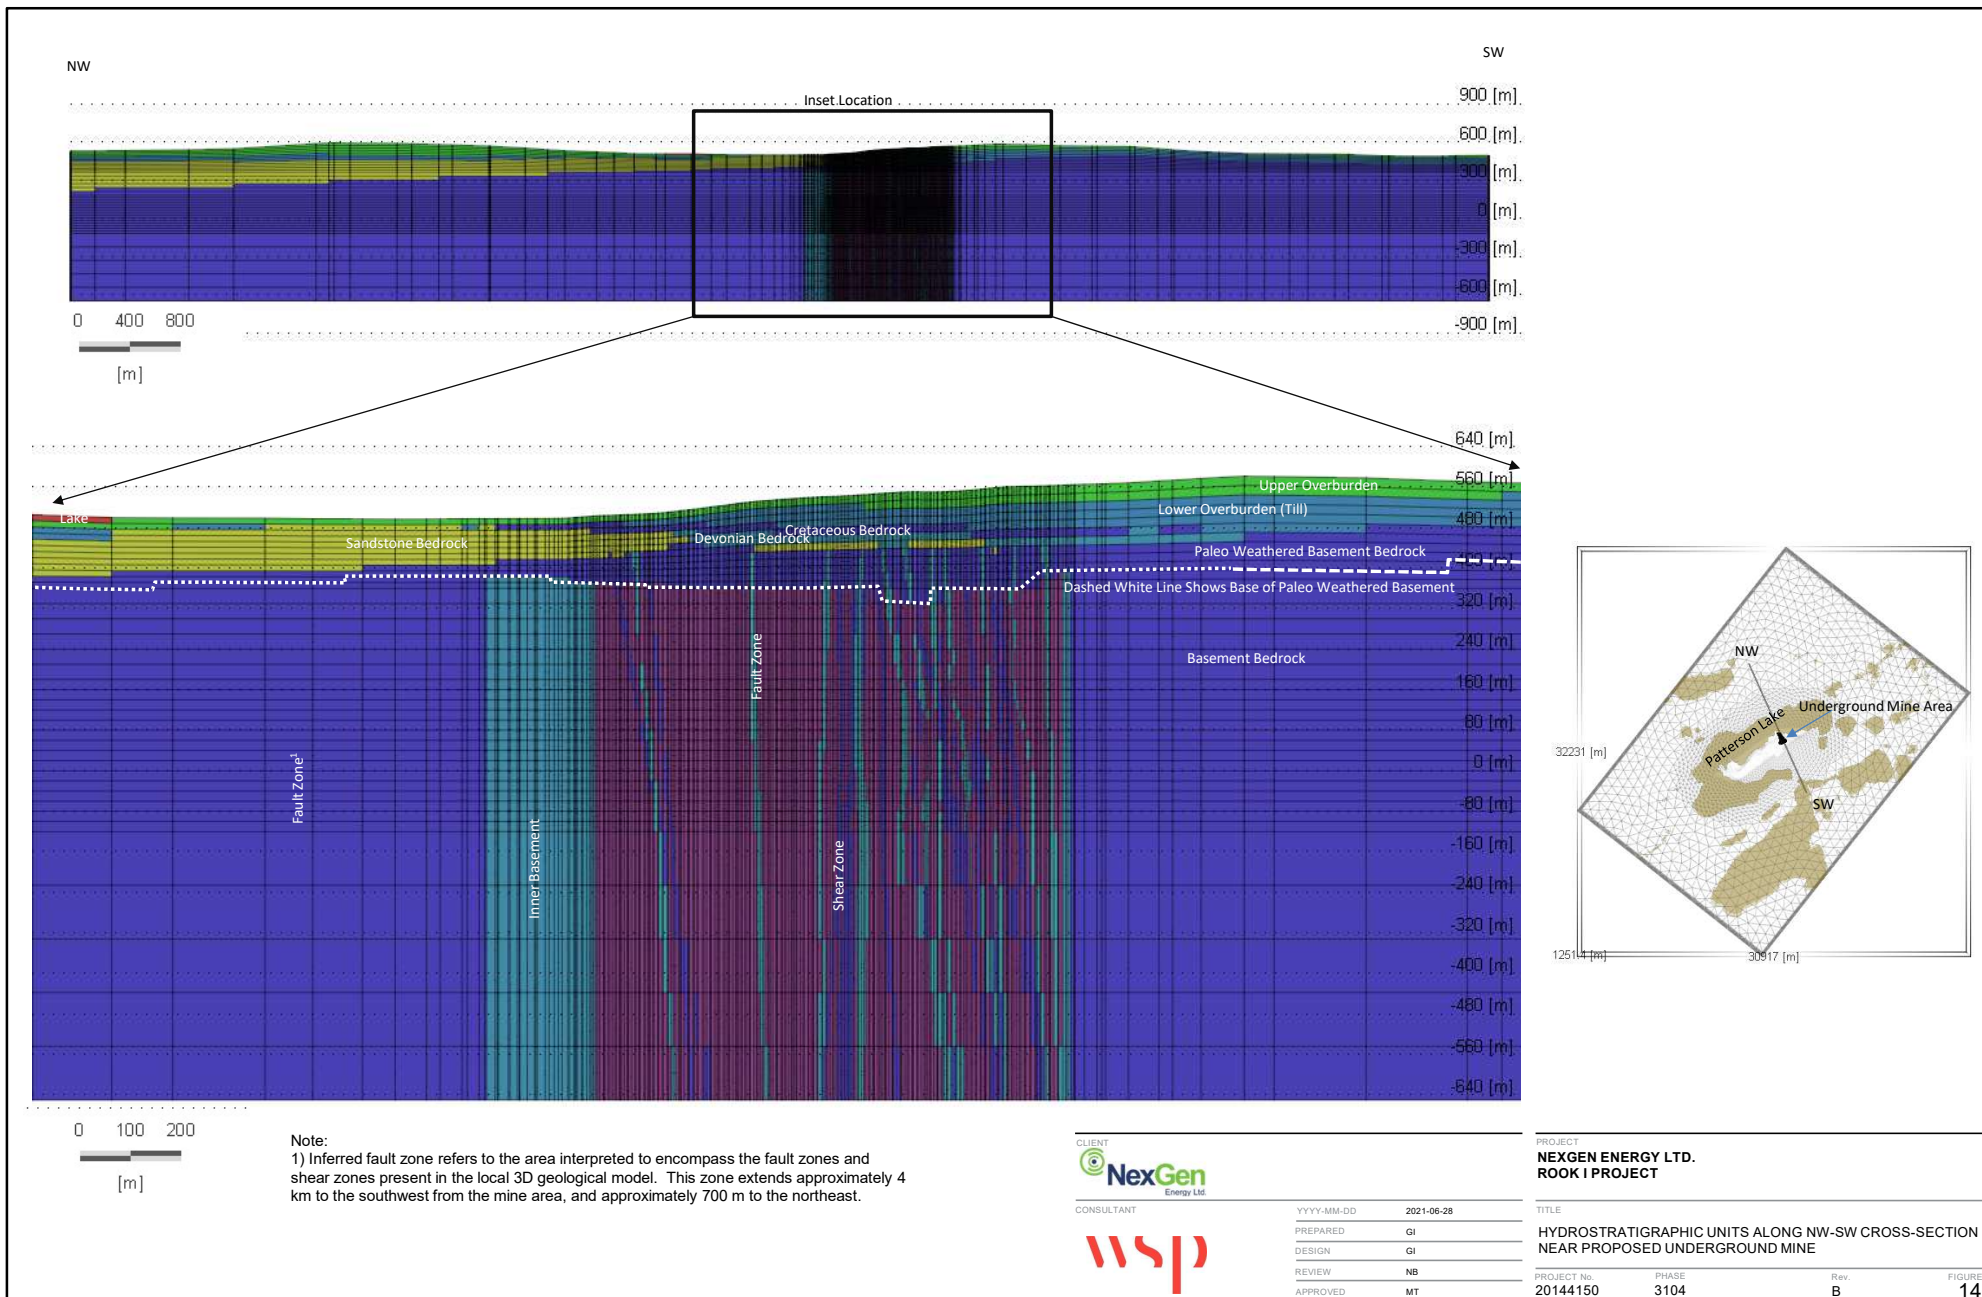 NW
SW
Inset Location
900 [m]
600 [m]
300 [m]
0 [m]
-300 [m]
-600 [m]
-900 [m]
0 400 800
[m]
640 [m]
560 [m]
480 [m]
400 [m]
320 [m]
240 [m]
160 [m]
80 [m]
0 [m]
-80 [m]
-160 [m]
-240 [m]
-320 [m]
-400 [m]
-480 [m]
-560 [m]
-640 [m]
Lake
Upper Overburden
Lower Overburden (Till)
Cretaceous Bedrock
Devonian Bedrock
Sandstone Bedrock
Paleo Weathered Basement Bedrock
Dashed White Line Shows Base of Paleo Weathered Basement
Basement Bedrock
Fault Zone
Fault Zone¹
Inner Basement
Shear Zone
0 100 200
[m]
NW
Underground Mine Area
Patterson Lake
SW
32231 [m]
12514 [m]
30917 [m]
Note:
1) Inferred fault zone refers to the area interpreted to encompass the fault zones and
shear zones present in the local 3D geological model. This zone extends approximately 4
km to the southwest from the mine area, and approximately 700 m to the northeast.
CLIENT
NexGen
Energy Ltd.
CONSULTANT
wsp
YYYY-MM-DD 2021-06-28
PREPARED GI
DESIGN GI
REVIEW NB
APPROVED MT
PROJECT
NEXGEN ENERGY LTD.
ROOK I PROJECT
TITLE
HYDROSTRATIGRAPHIC UNITS ALONG NW-SW CROSS-SECTION
NEAR PROPOSED UNDERGROUND MINE
PROJECT No. PHASE Rev. FIGURE
20144150 3104 B 14